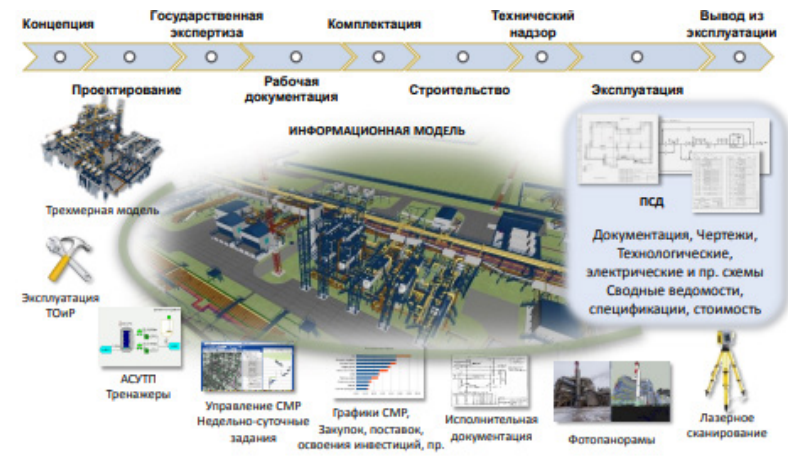 Концепция
Государственная
экспертиза
Комплектация
Технический
надзор
Вывод из
эксплуатации
Проектирование
Рабочая
документация
Строительство
Эксплуатация
ИНФОРМАЦИОННАЯ МОДЕЛЬ
Трехмерная модель
ПСД
Документация, Чертежи,
Технологические,
электрические и пр. схемы
Сводные ведомости,
спецификации, стоимость
Эксплуатация
ТОиР
АСУТП
Тренажеры
Управление СМР
Недельно-суточные
задания
Графики СМР,
Закупок, поставок,
освоения инвестиций, пр.
Исполнительная
документация
Фотопанорамы
Лазерное
сканирование